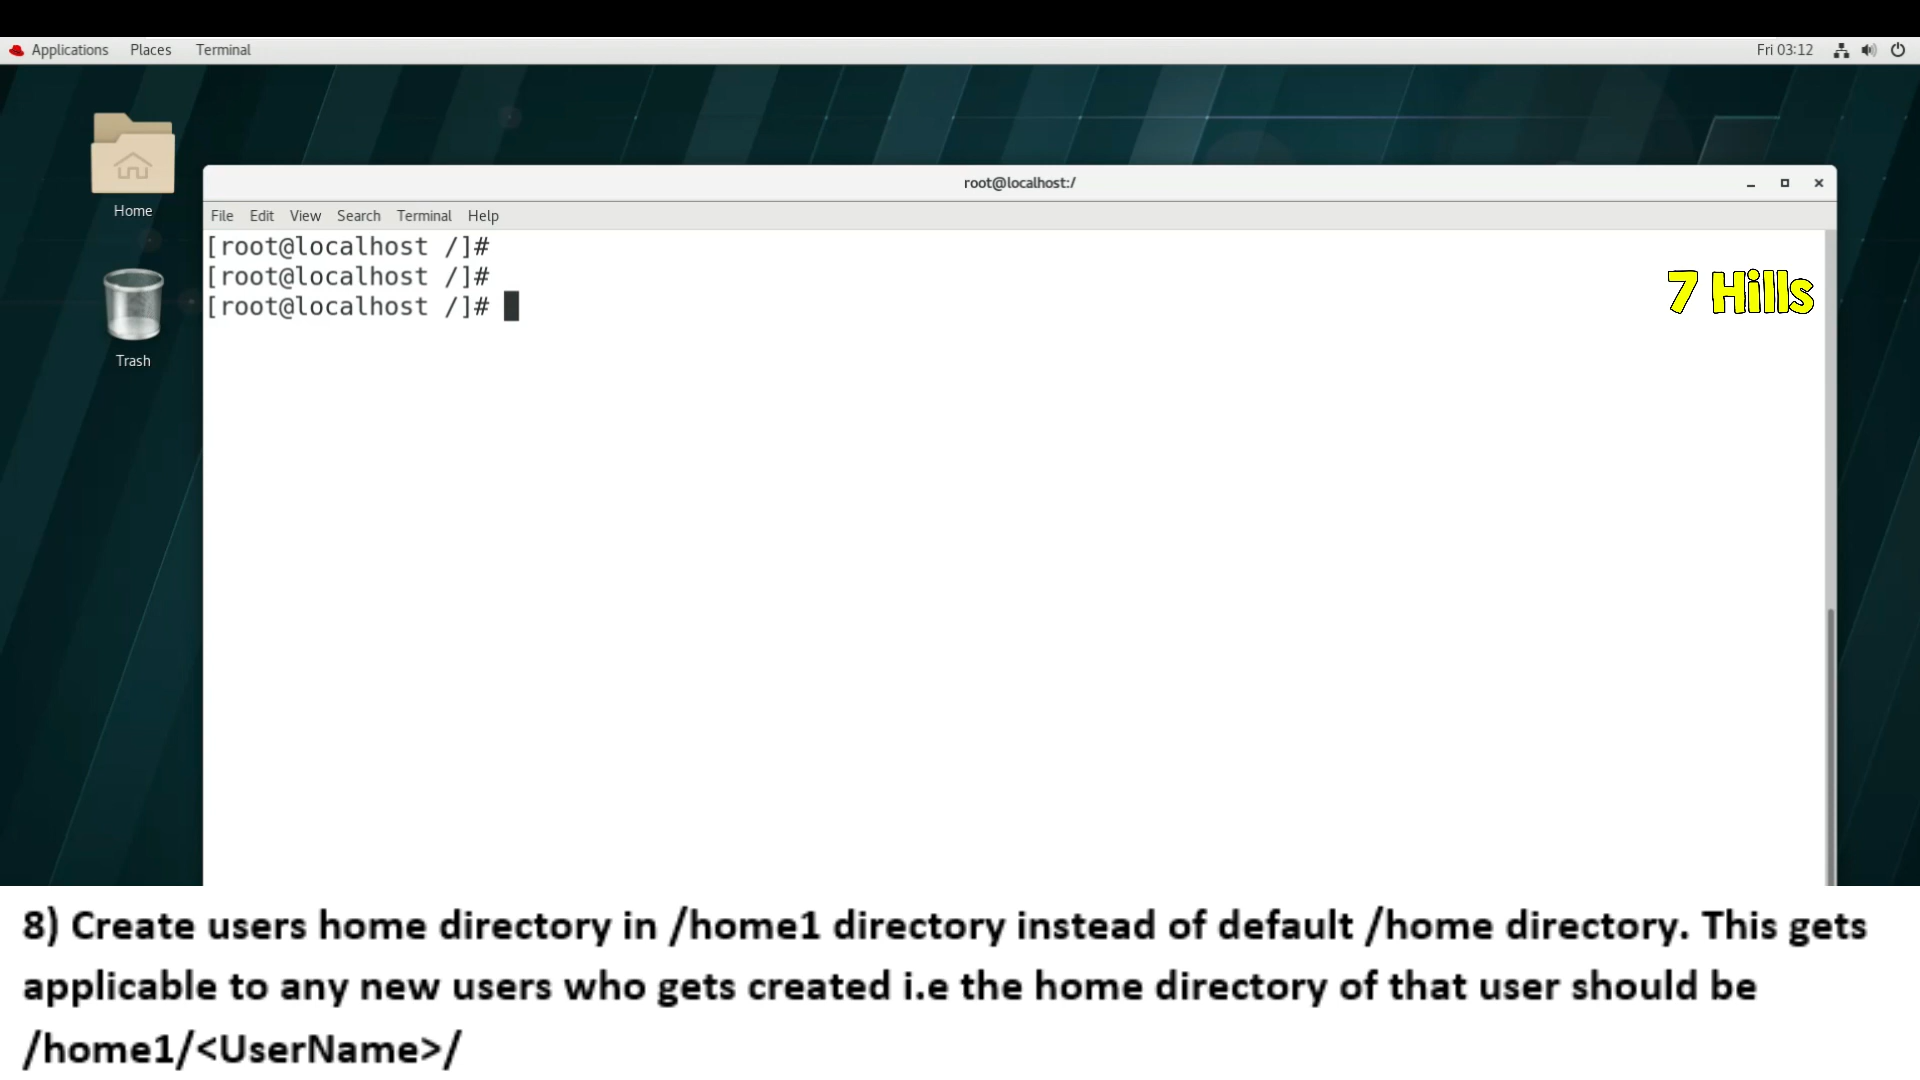 Applications Places Terminal Fri 03:12
Home
Trash
root@localhost:/
File Edit View Search Terminal Help
[root@localhost /]#
[root@localhost /]#
[root@localhost /]#
7 Hills
8) Create users home directory in /home1 directory instead of default /home directory. This gets
applicable to any new users who gets created i.e the home directory of that user should be
/home1/<UserName>/